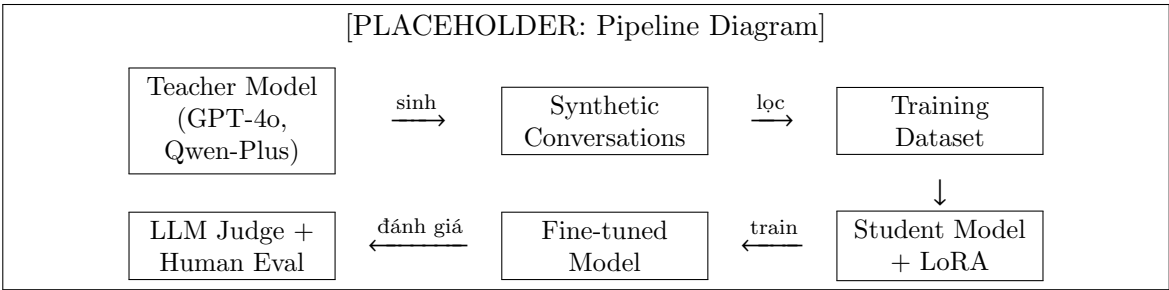 [PLACEHOLDER: Pipeline Diagram]
Teacher Model
(GPT-4o,
Qwen-Plus)
sinh
Synthetic
Conversations
lọc
Training
Dataset
Student Model
+ LoRA
train
Fine-tuned
Model
đánh giá
LLM Judge +
Human Eval